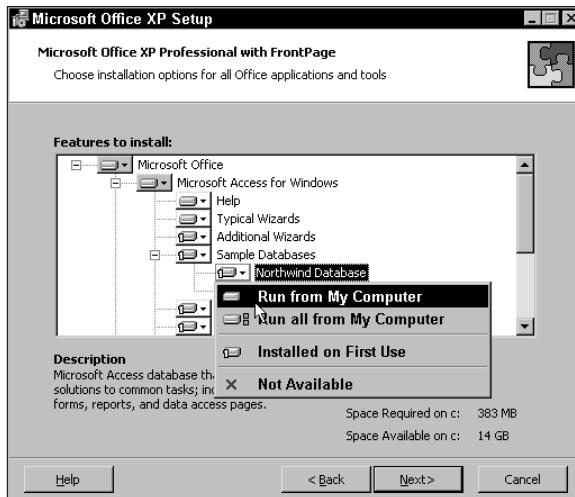 Microsoft Office XP Setup
Microsoft Office XP Professional with FrontPage
Choose installation options for all Office applications and tools
Features to install:
Microsoft Office
Microsoft Access for Windows
Help
Typical Wizards
Additional Wizards
Sample Databases
Northwind Database
Run from My Computer
Run all from My Computer
Installed on First Use
Not Available
Description
Microsoft Access database th
solutions to common tasks; in
forms, reports, and data access pages.
Space Required on c: 383 MB
Space Available on c: 14 GB
Help
< Back
Next>
Cancel